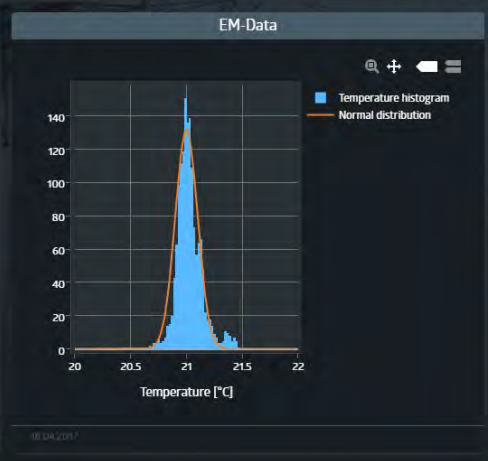 EM-Data
Temperature histogram
Normal distribution
140
120
100
80
60
40
20
0
20 20.5 21 21.5 22
Temperature [°C]
18.04.2017